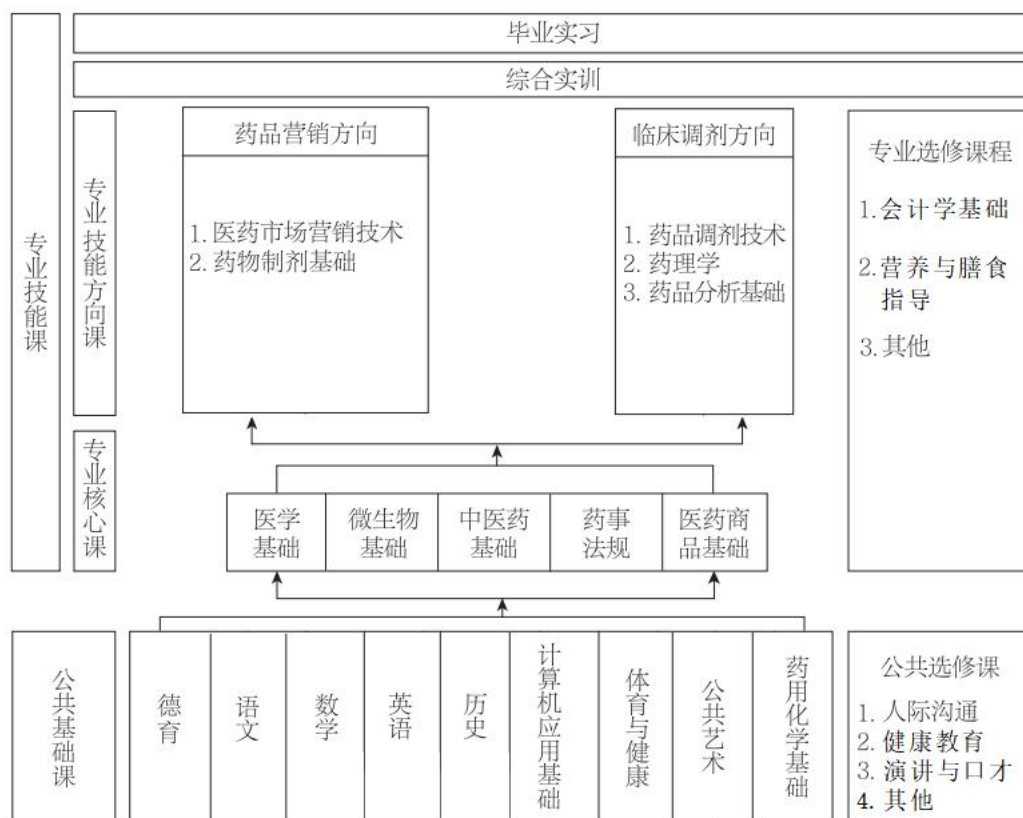 毕业实习
综合实训
专业技能课
专业技能方向课
药品营销方向
1. 医药市场营销技术
2. 药物制剂基础
临床调剂方向
1. 药品调剂技术
2. 药理学
3. 药品分析基础
专业选修课程
1.会计学基础
2.营养与膳食
指导
3.其他
专业核心课
医学
基础
微生物
基础
中医药
基础
药事
法规
医药商
品基础
公共基础课
德育
语文
数学
英语
历史
计算机应用基础
体育与健康
公共艺术
药用化学基础
公共选修课
1. 人际沟通
2. 健康教育
3. 演讲与口才
4. 其他